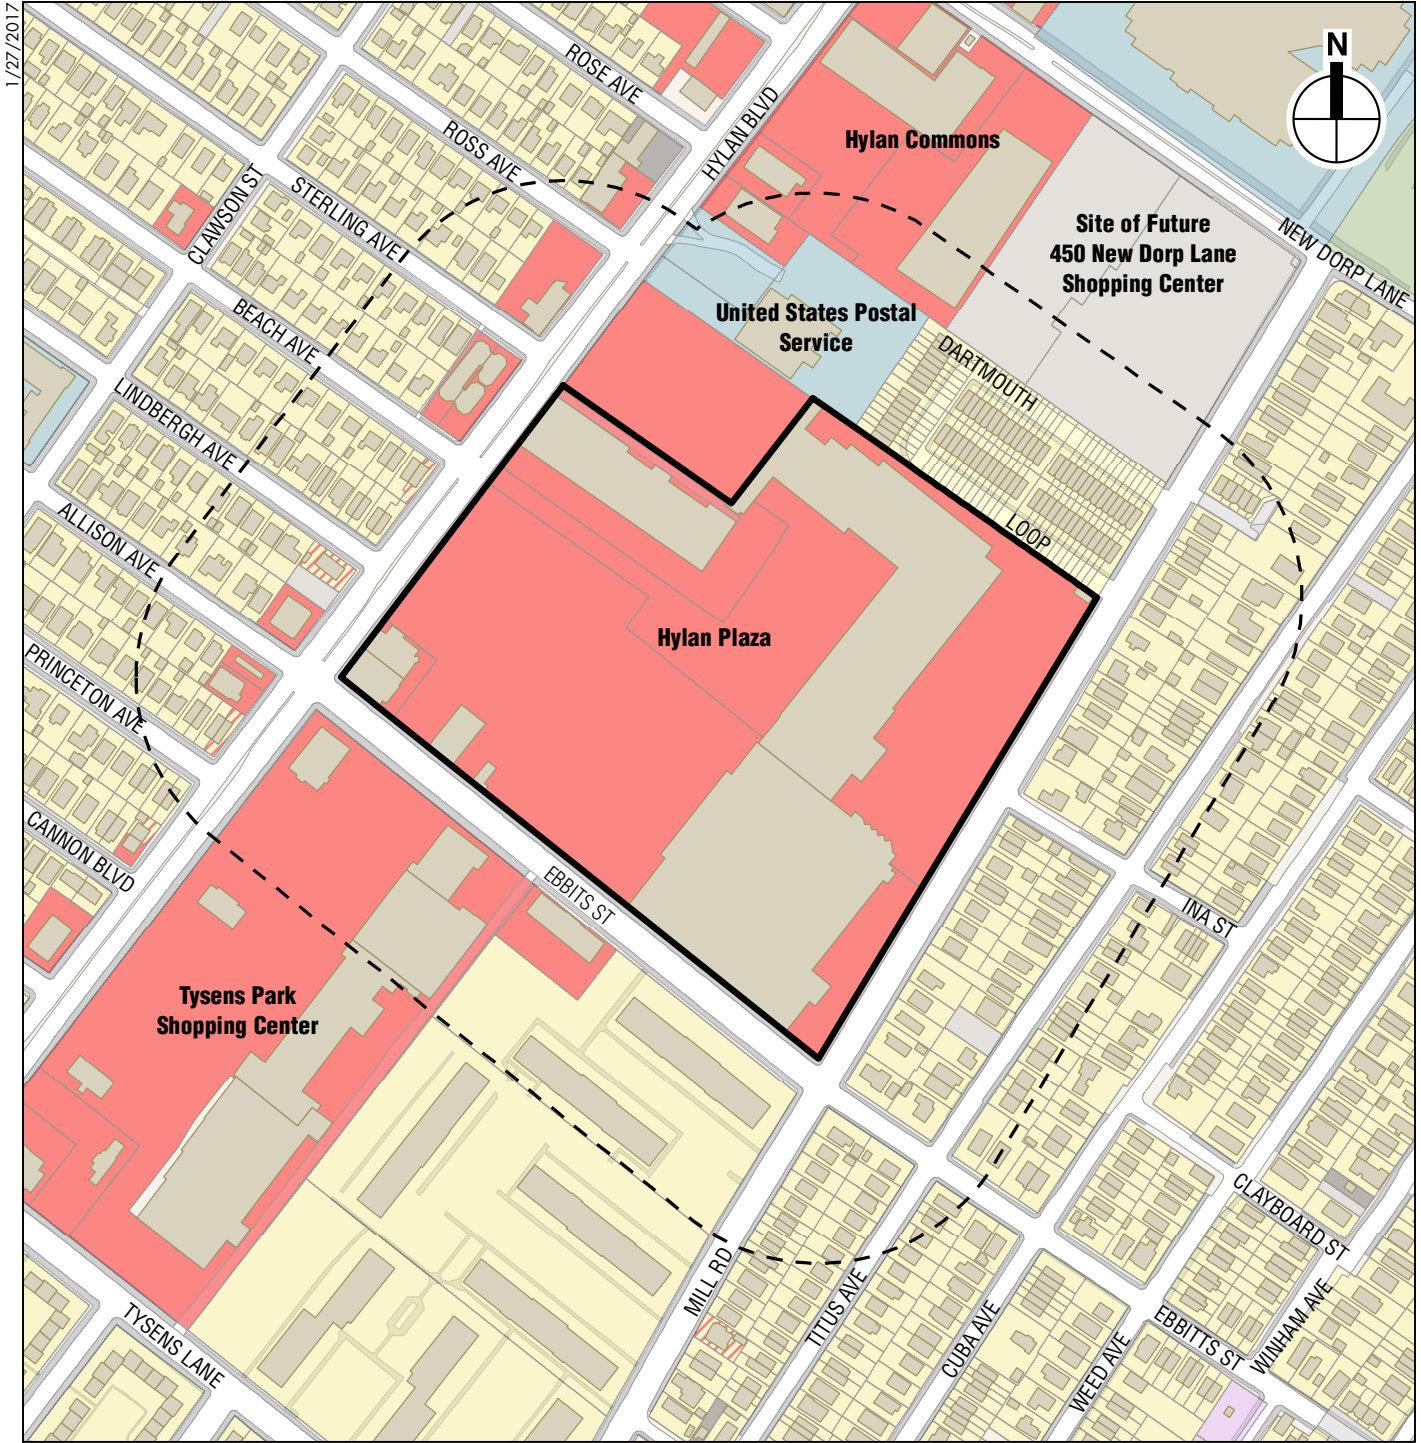 1/27/2017
N
ROSE AVE
ROSS AVE
HYLAN BLVD
Hylan Commons
CLAWSON ST
STERLING AVE
Site of Future
450 New Dorp Lane
Shopping Center
NEW DORP LANE
BEACH AVE
United States Postal
Service
DARTMOUTH
LOOP
LINDBERGH AVE
ALLISON AVE
Hylan Plaza
PRINCETON AVE
CANNON BLVD
EBBITS ST
INA ST
Tysens Park
Shopping Center
CLAYBOARD ST
MILL RD
TITUS AVE
CUBA AVE
WEED AVE
EBBITTS ST
WINHAM AVE
TYSENS LANE